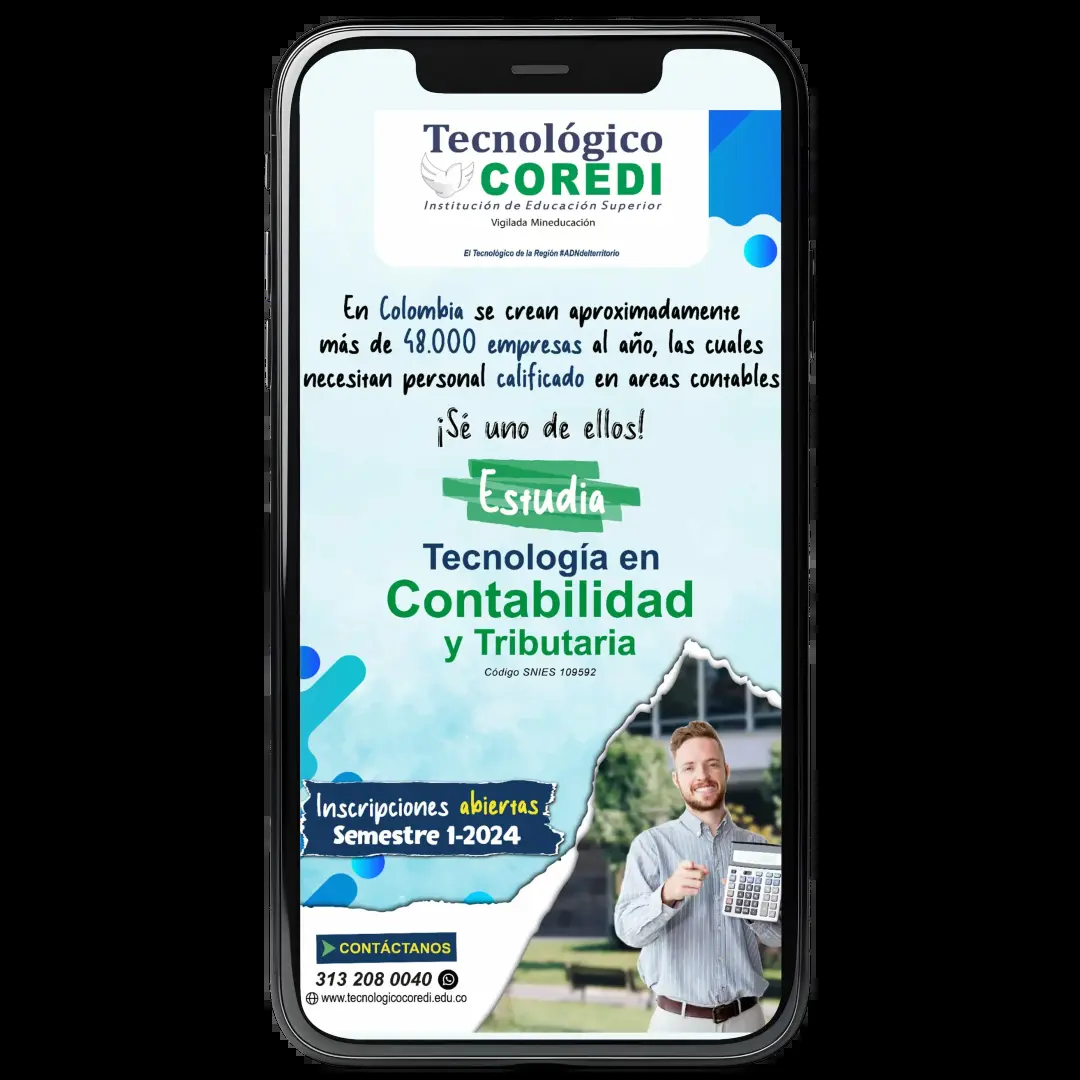 Tecnológico
COREDI
Institución de Educación Superior
Vigilada Mineducación
El Tecnológico de la Región #ADNdelterritorio
En Colombia se crean aproximadamente
más de 48.000 empresas al año, las cuales
necesitan personal calificado en areas contables
¡Sé uno de ellos!
Estudia
Tecnología en
Contabilidad
y Tributaria
Código SNIES 109592
Inscripciones abiertas
Semestre 1-2024
CONTÁCTANOS
313 208 0040
www.tecnologicocoredi.edu.co